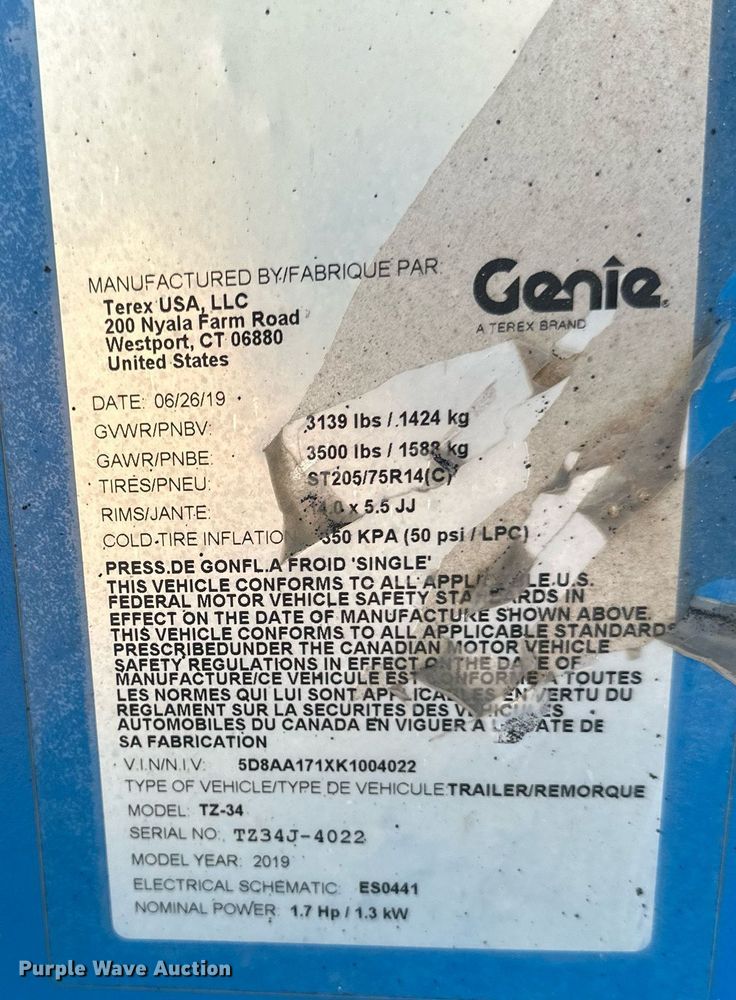 MANUFACTURED BY/FABRIQUE PAR
Genie®
A TEREX BRAND
Terex USA, LLC
200 Nyala Farm Road
Westport, CT 06880
United States
DATE: 06/26/19
GVWR/PNBV: 3139 lbs / 1424 kg
GAWR/PNBE: 3500 lbs / 1588 kg
TIRES/PNEU: ST205/75R14(C)
RIMS/JANTE: x 5.5 JJ
COLD TIRE INFLATIO 350 KPA (50 psi / LPC)
PRESS.DE GONFL.A FROID 'SINGLE'
THIS VEHICLE CONFORMS TO ALL U.S.
FEDERAL MOTOR VEHICLE SAFETY IN
EFFECT ON THE DATE OF MANUFACTURE SHOWN ABOVE.
THIS VEHICLE CONFORMS TO ALL APPLICABLE STANDARDS
PRESCRIBEDUNDER THE CANADIAN MOTOR VEHICLE
SAFETY REGULATIONS IN EFFECT THE OF
MANUFACTURE/CE VEHICULE EST A TOUTES
LES NORMES QUI LUI SONT EN VERTU DU
REGLAMENT SUR LA SECURITES DES
AUTOMOBILES DU CANADA EN VIGUER A DE
SA FABRICATION
V.I.N/N.I.V: 5D8AA171XK1004022
TYPE OF VEHICLE/TYPE DE VEHICULE TRAILER/REMORQUE
MODEL: TZ-34
SERIAL NO: TZ34J-4022
MODEL YEAR: 2019
ELECTRICAL SCHEMATIC: ES0441
NOMINAL POWER: 1.7 Hp / 1.3 kW
Purple Wave Auction